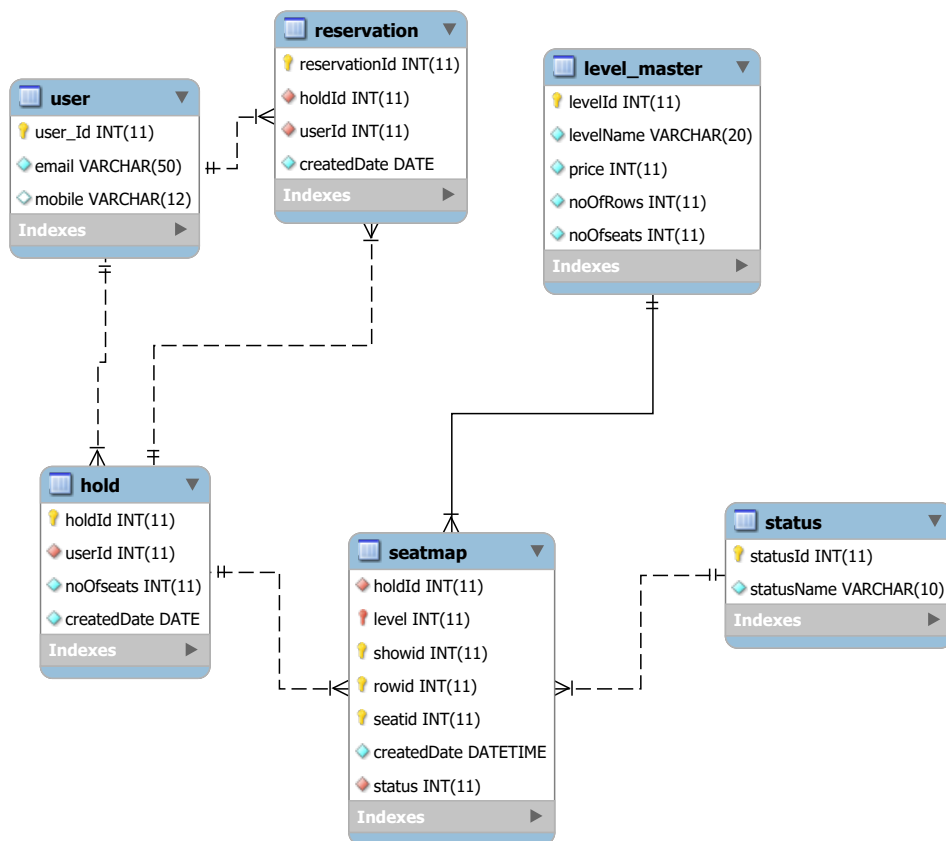 reservation
reservationId INT(11)
holdId INT(11)
userId INT(11)
createdDate DATE
Indexes
level_master
levelId INT(11)
levelName VARCHAR(20)
price INT(11)
noOfRows INT(11)
noOfseats INT(11)
Indexes
user
user_Id INT(11)
email VARCHAR(50)
mobile VARCHAR(12)
Indexes
hold
holdId INT(11)
userId INT(11)
noOfseats INT(11)
createdDate DATE
Indexes
seatmap
holdId INT(11)
level INT(11)
showid INT(11)
rowid INT(11)
seatid INT(11)
createdDate DATETIME
status INT(11)
Indexes
status
statusId INT(11)
statusName VARCHAR(10)
Indexes